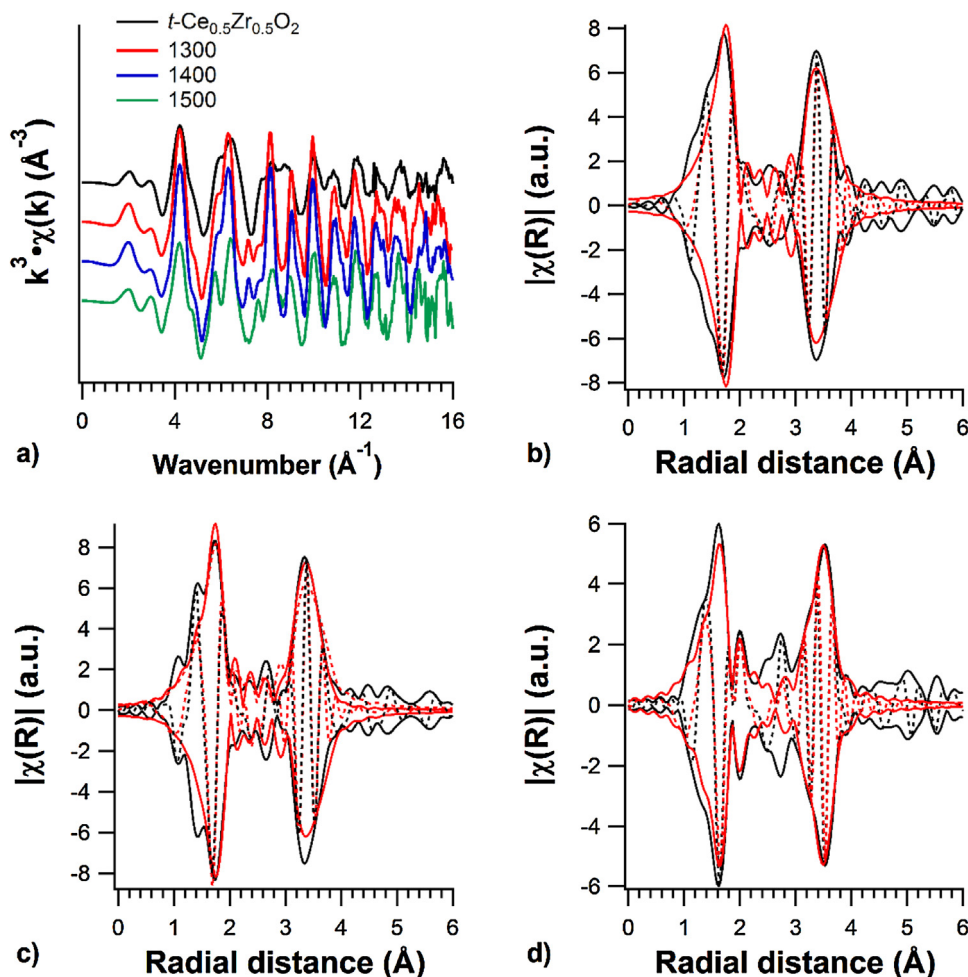 t-Ce0.5Zr0.5O2
1300
1400
1500
k³•χ(k) (Å⁻³)
0 4 8 12 16
a)
Wavenumber (Å⁻¹)
8
6
4
2
0
-2
-4
-6
-8
|χ(R)| (a.u.)
0 1 2 3 4 5 6
b)
Radial distance (Å)
8
6
4
2
0
-2
-4
-6
-8
|χ(R)| (a.u.)
0 1 2 3 4 5 6
c)
Radial distance (Å)
6
4
2
0
-2
-4
-6
|χ(R)| (a.u.)
0 1 2 3 4 5 6
d)
Radial distance (Å)